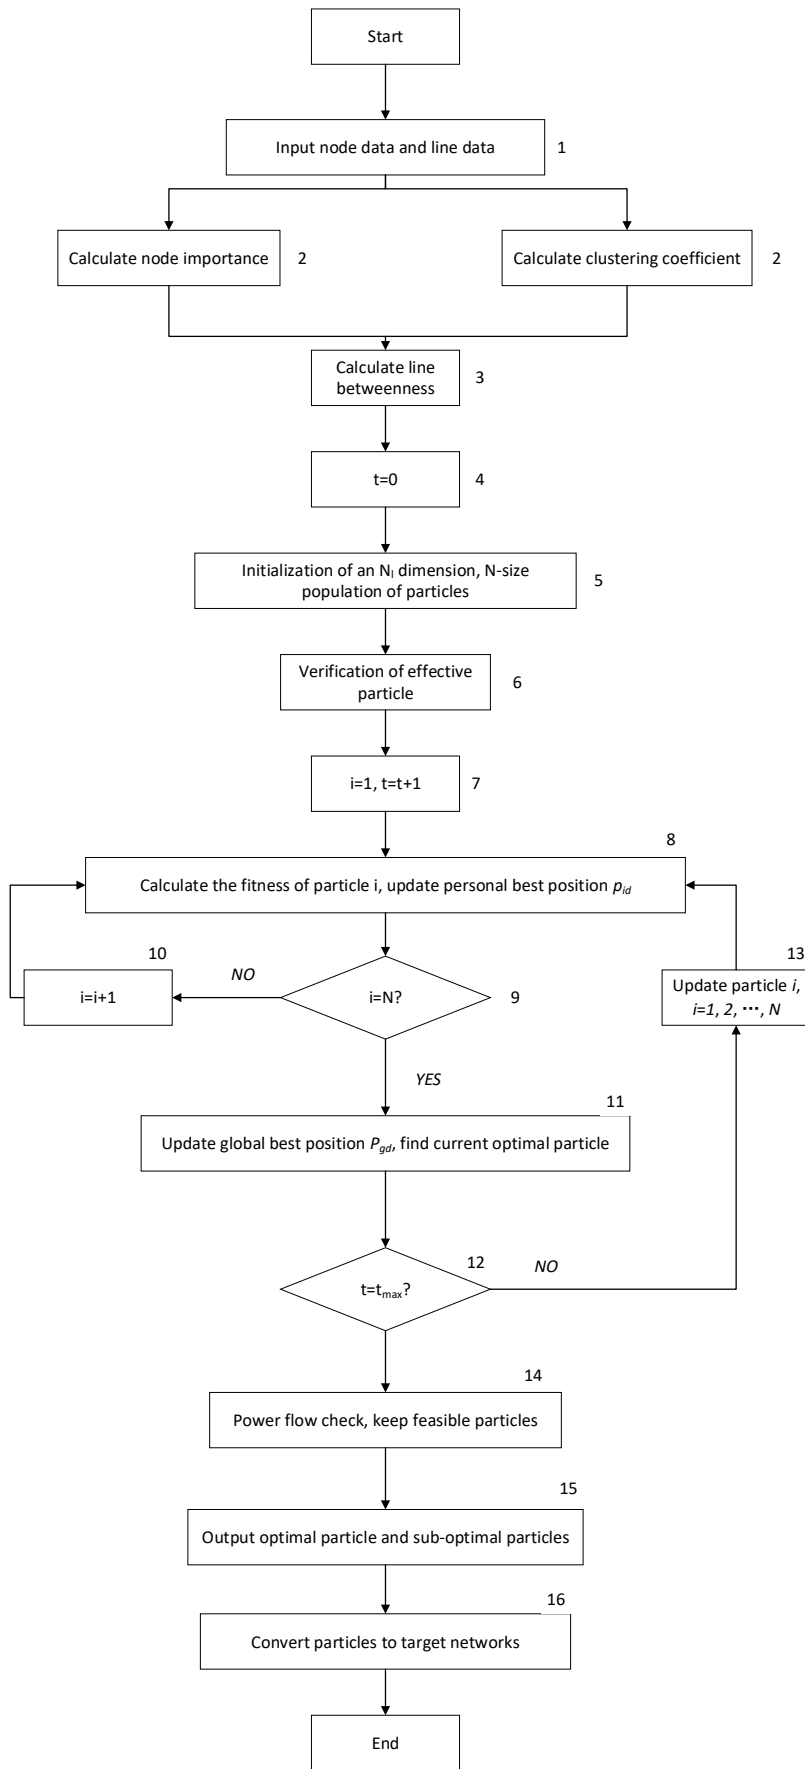 Start
Input node data and line data
1
Calculate node importance
2
Calculate clustering coefficient
2
Calculate line
betweenness
3
t=0
4
Initialization of an Nl dimension, N-size
population of particles
5
Verification of effective
particle
6
i=1, t=t+1
7
8
Calculate the fitness of particle i, update personal best position pid
10
i=i+1
NO
i=N?
9
13
Update particle i,
i=1, 2, ···, N
YES
11
Update global best position Pgd, find current optimal particle
12
NO
t=tmax?
14
Power flow check, keep feasible particles
15
Output optimal particle and sub-optimal particles
16
Convert particles to target networks
End